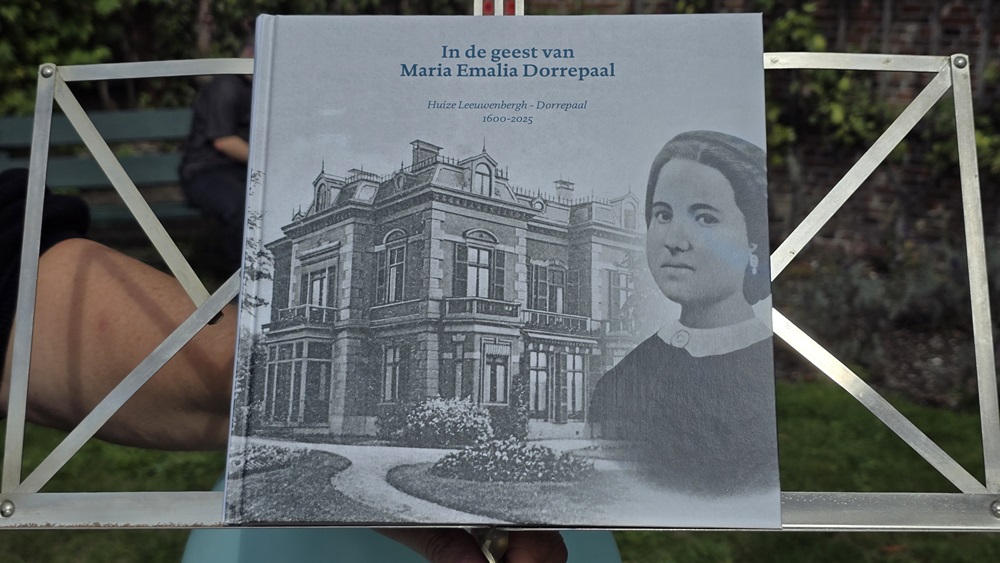 In de geest van
Maria Emalia Dorrepaal
Huize Leeuwenbergh - Dorrepaal
1600-2025